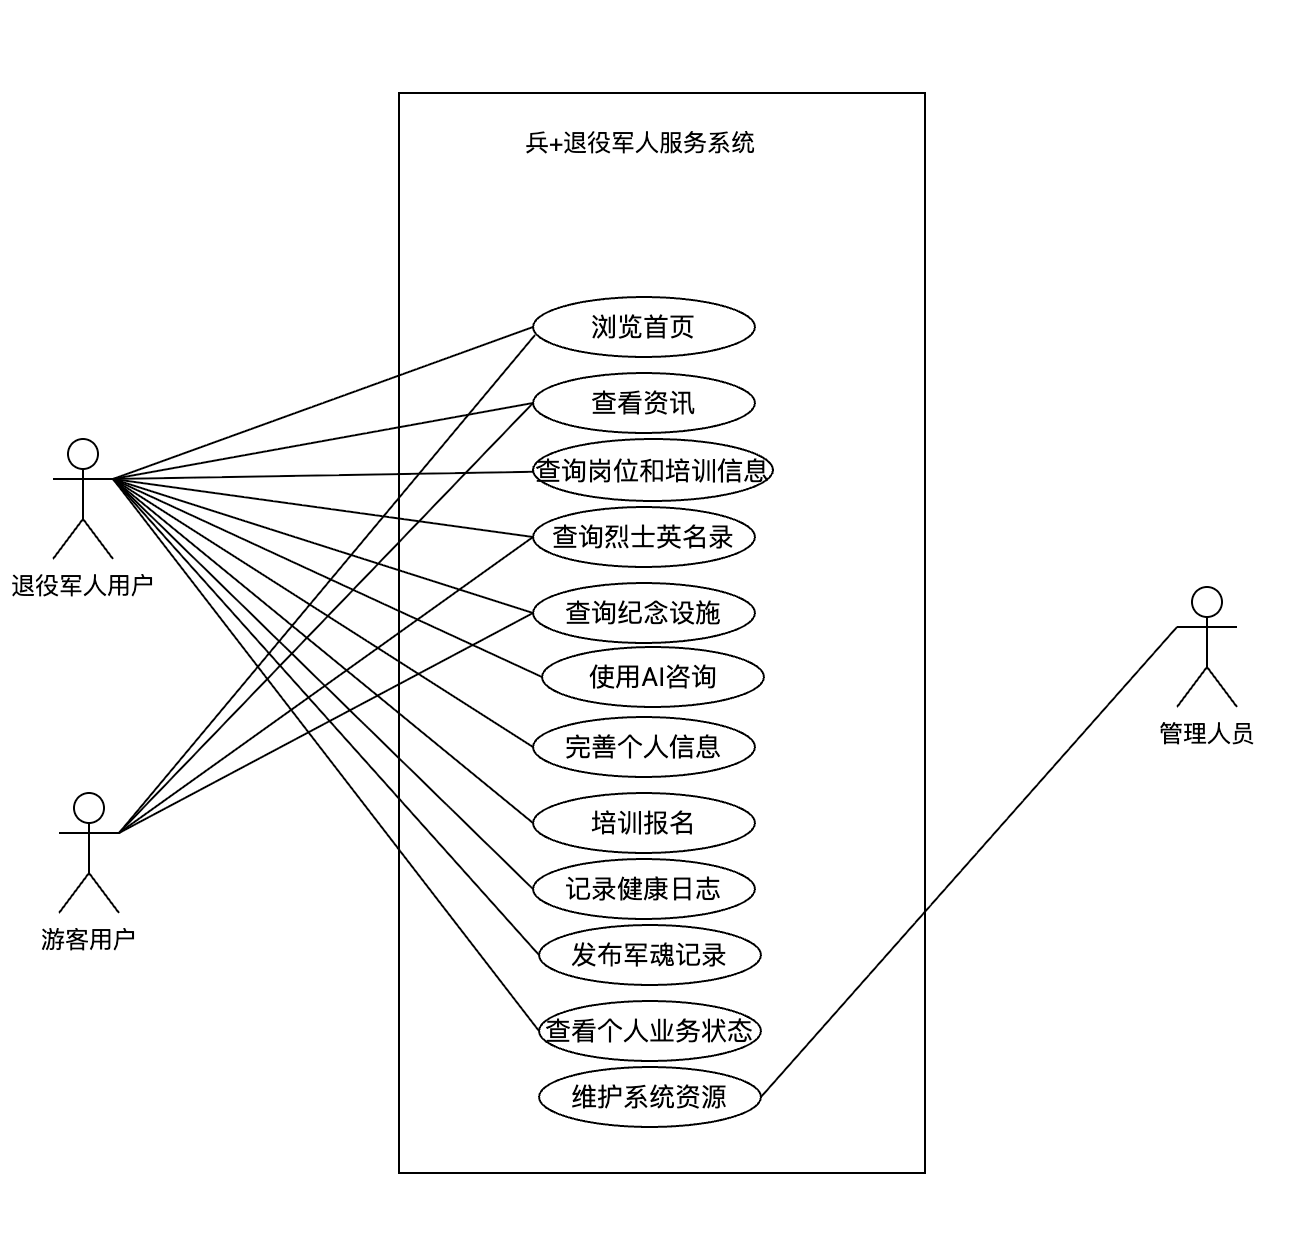 兵+退役军人服务系统
浏览首页
查看资讯
查询岗位和培训信息
查询烈士英名录
退役军人用户
查询纪念设施
使用AI咨询
完善个人信息
管理人员
培训报名
记录健康日志
游客用户
发布军魂记录
查看个人业务状态
维护系统资源